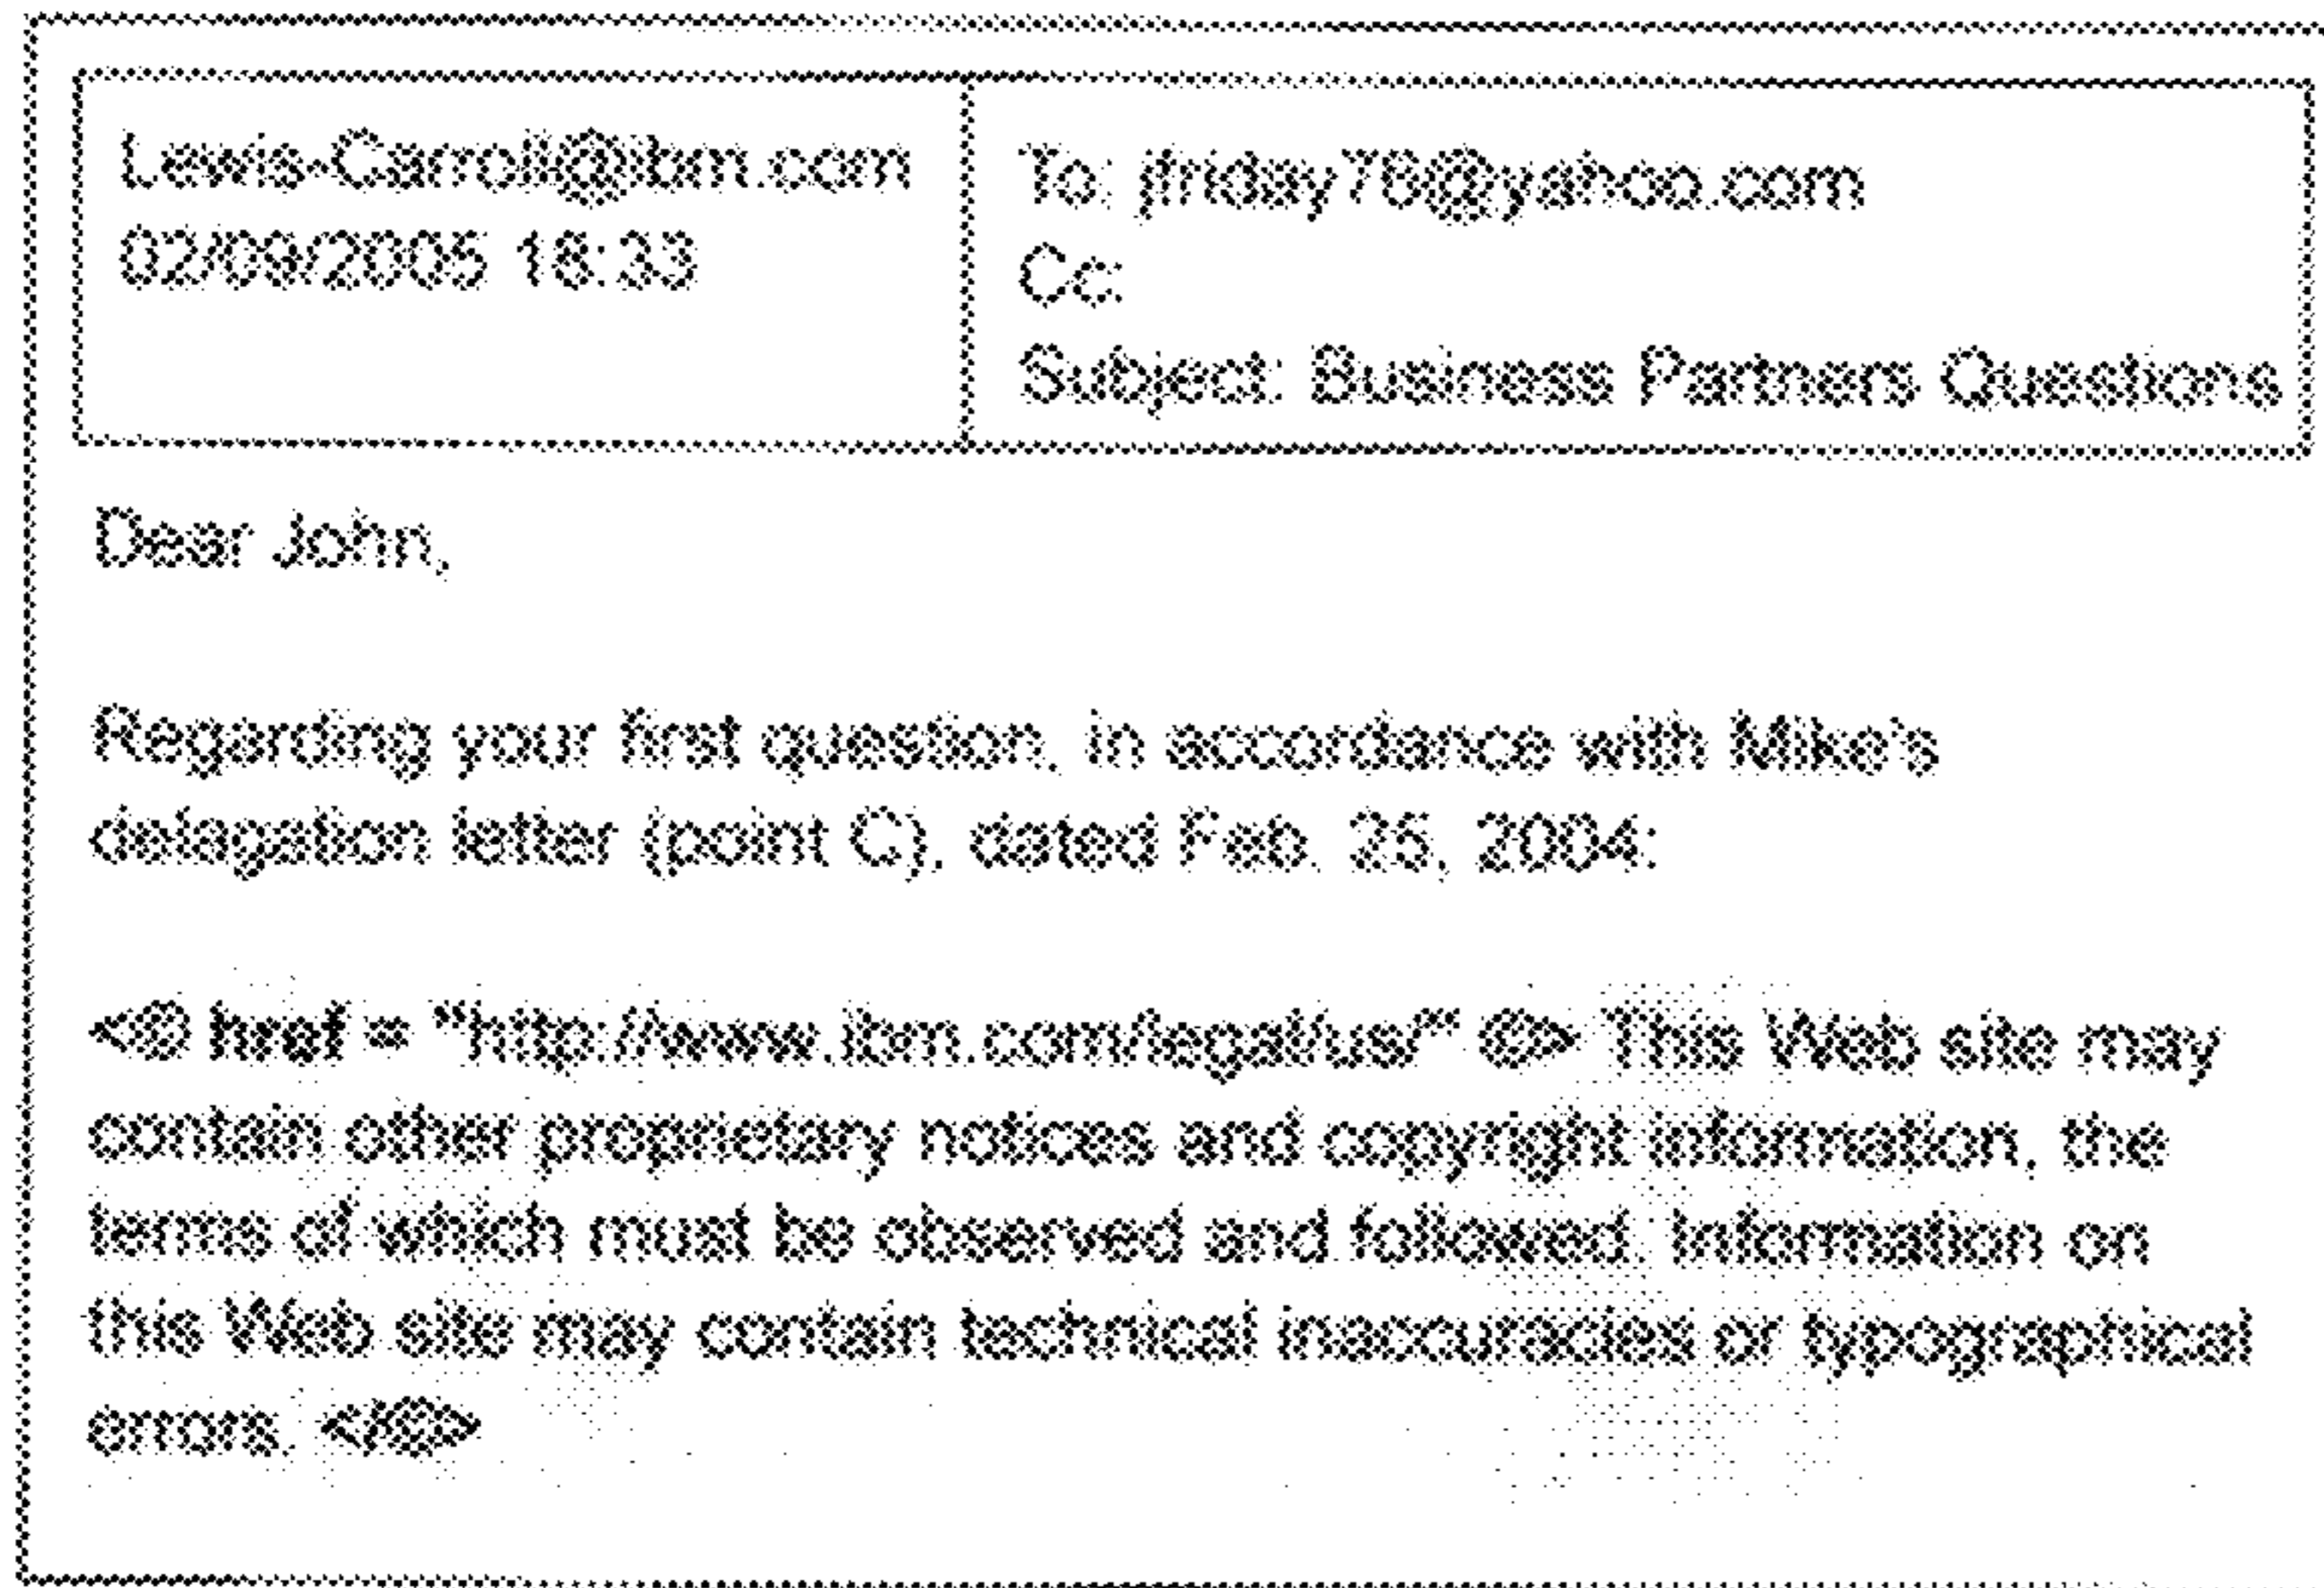 Lewis-Carroll@ibm.com
02/09/2005 18:33
To: jfriday76@yahoo.com
Cc:
Subject: Business Partners Questions
Dear John,
Regarding your first question, in accordance with Mike's
delegation letter (point C), dated Feb. 25, 2004:
<© href = "http://www.ibm.com/legal/us/" ©> This Web site may
contain other proprietary notices and copyright information, the
terms of which must be observed and followed. Information on
this Web site may contain technical inaccuracies or typographical
errors. </©>